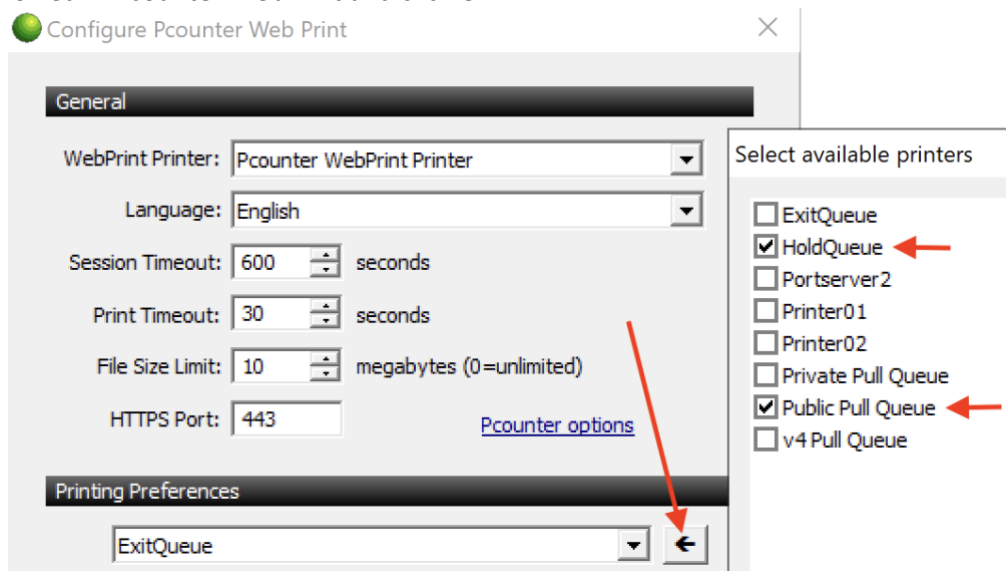 Configure Pcounter Web Print
General
WebPrint Printer: Pcounter WebPrint Printer
Language: English
Session Timeout: 600 seconds
Print Timeout: 30 seconds
File Size Limit: 10 megabytes (0=unlimited)
HTTPS Port: 443 Pcounter options
Printing Preferences
ExitQueue
Select available printers
ExitQueue
HoldQueue
Portserver2
Printer01
Printer02
Private Pull Queue
Public Pull Queue
v4 Pull Queue